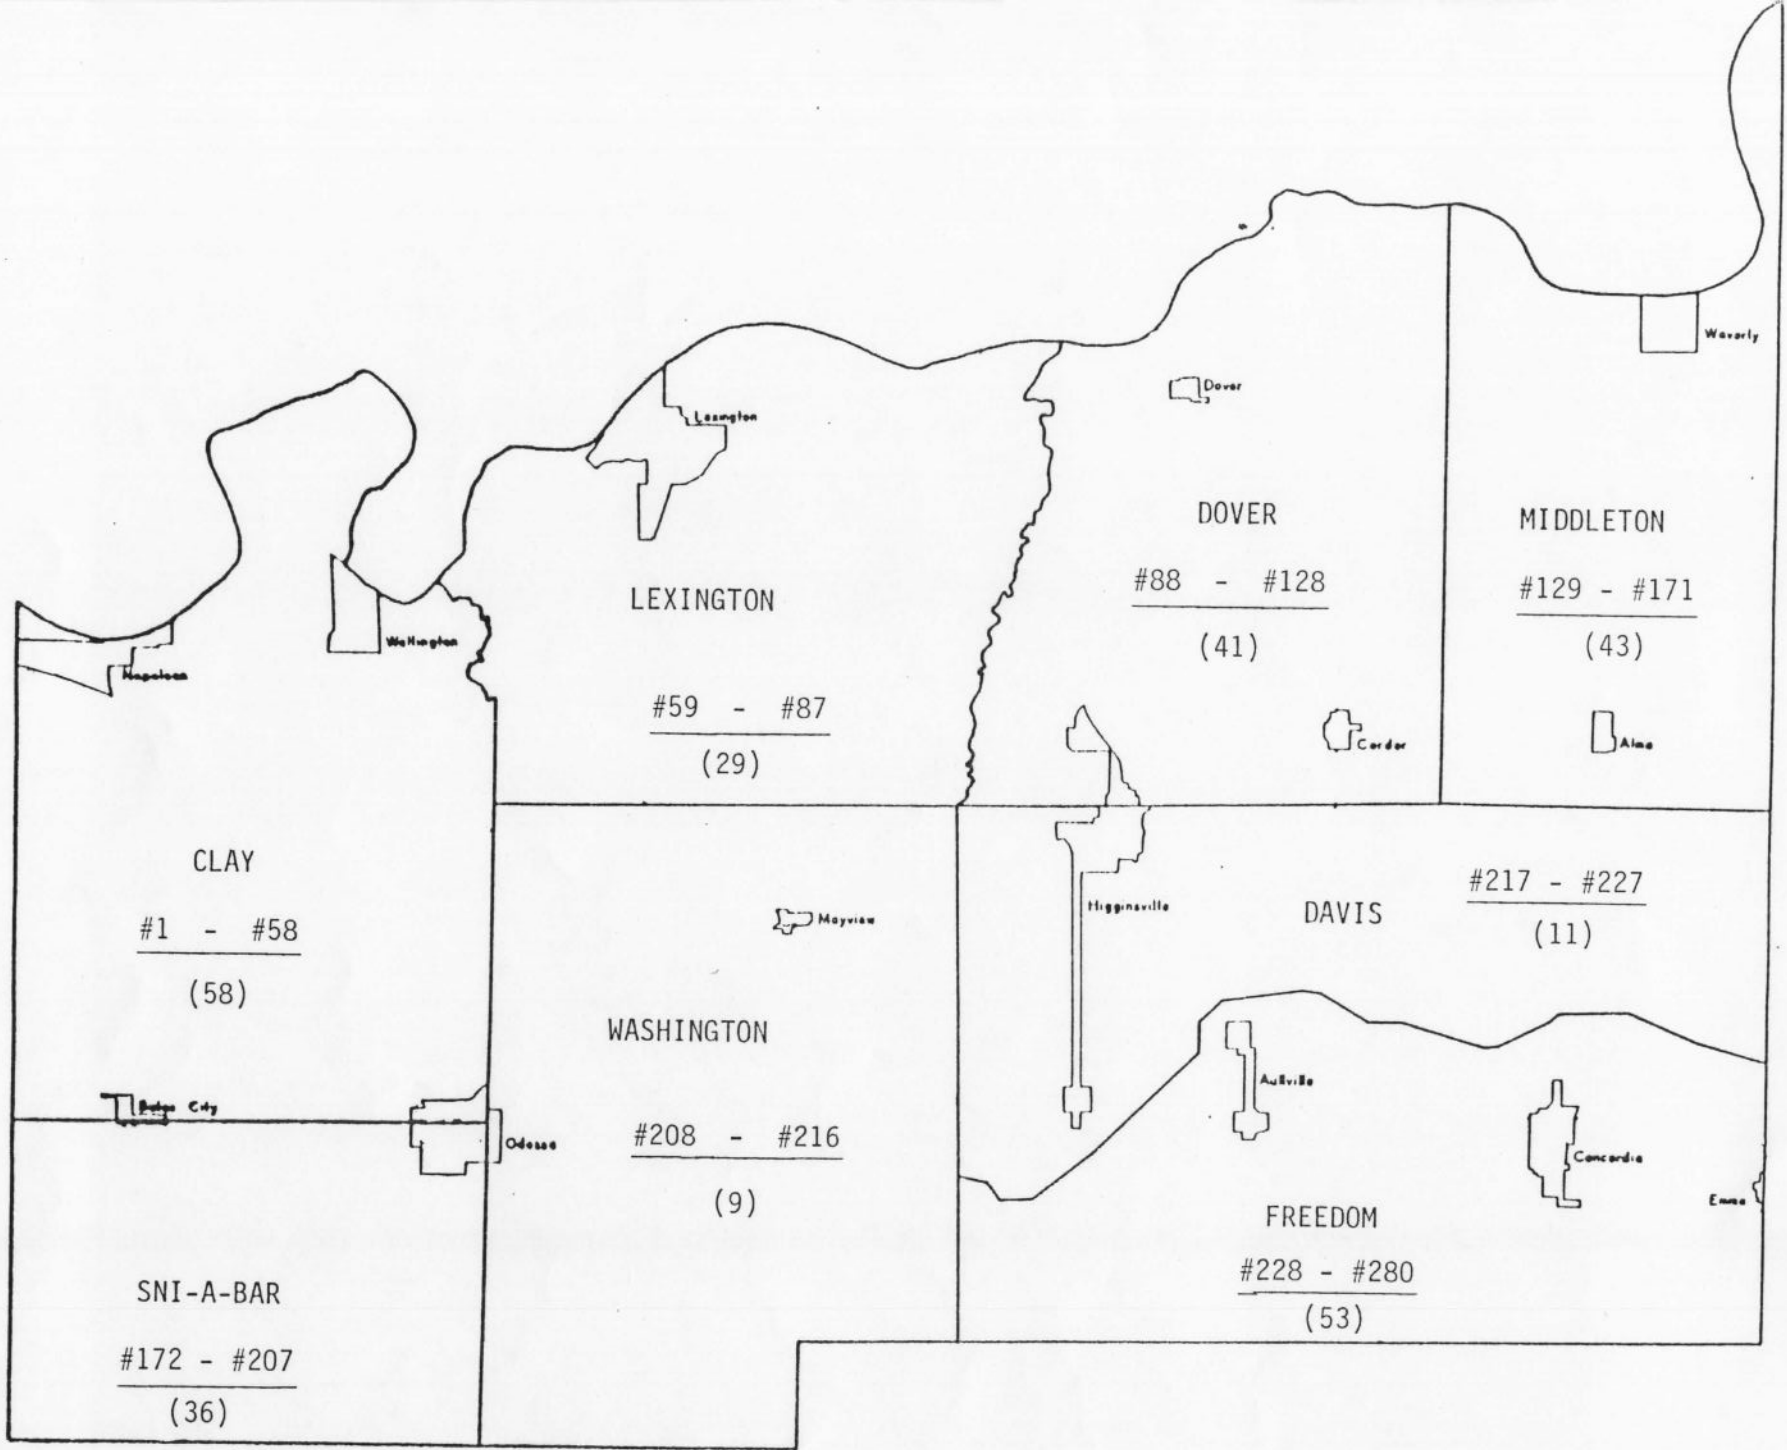 Waverly
Dover
Lexington
DOVER
#88 - #128
(41)
MIDDLETON
#129 - #171
(43)
LEXINGTON
#59 - #87
(29)
Wellington
Napoleon
Corder
Alma
CLAY
#1 - #58
(58)
Mayview
Higginsville
DAVIS
#217 - #227
(11)
WASHINGTON
#208 - #216
(9)
Bates City
Odessa
Aullville
Concordia
Emma
FREEDOM
#228 - #280
(53)
SNI-A-BAR
#172 - #207
(36)